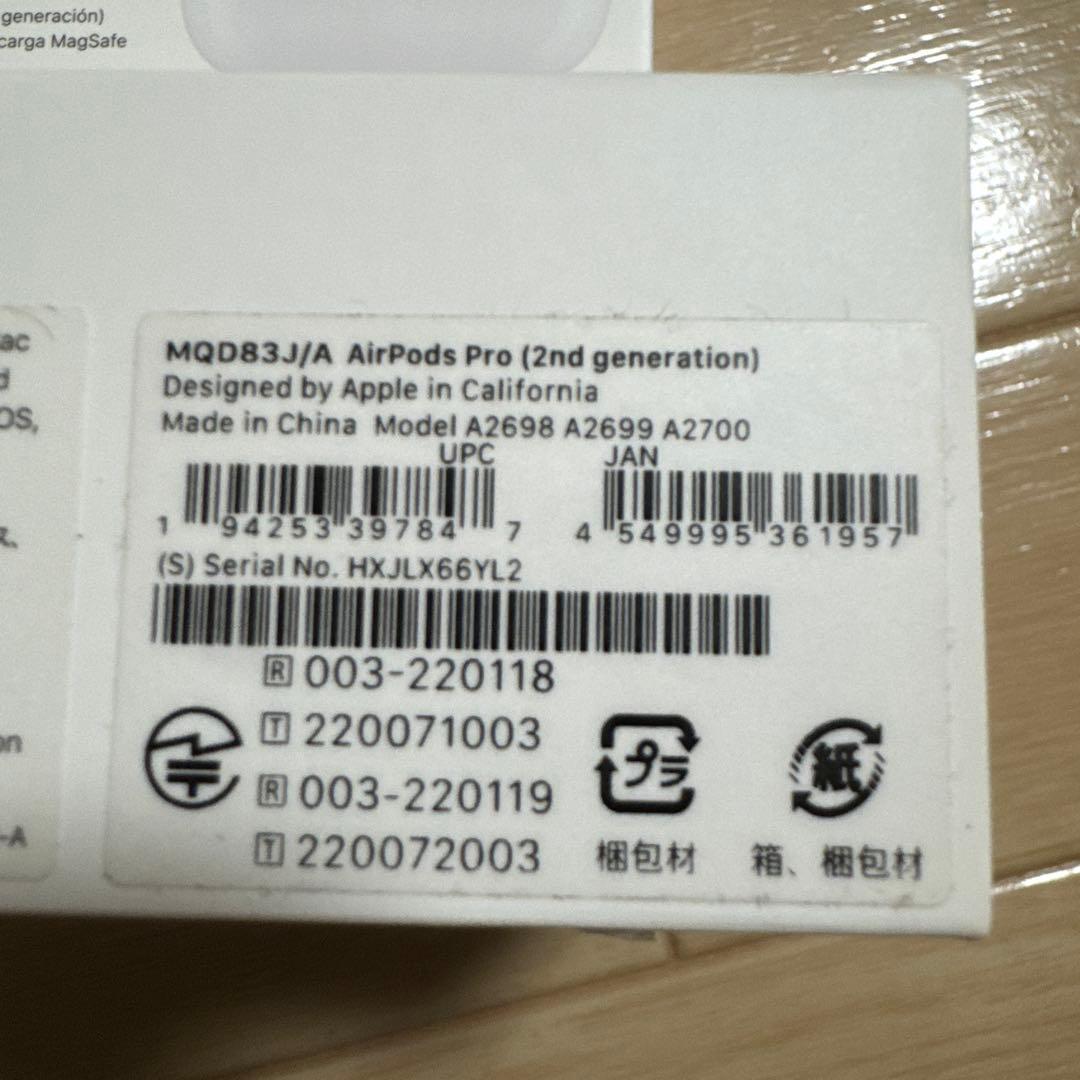 generación)
carga MagSafe
ac
OS,
on
-A
MQD83J/A AirPods Pro (2nd generation)
Designed by Apple in California
Made in China Model A2698 A2699 A2700
UPC JAN
1 94253 39784 7 4 549995 361957
(S) Serial No. HXJLX66YL2
R 003-220118
T 220071003
R 003-220119
T 220072003
プラ
紙
梱包材
箱、梱包材